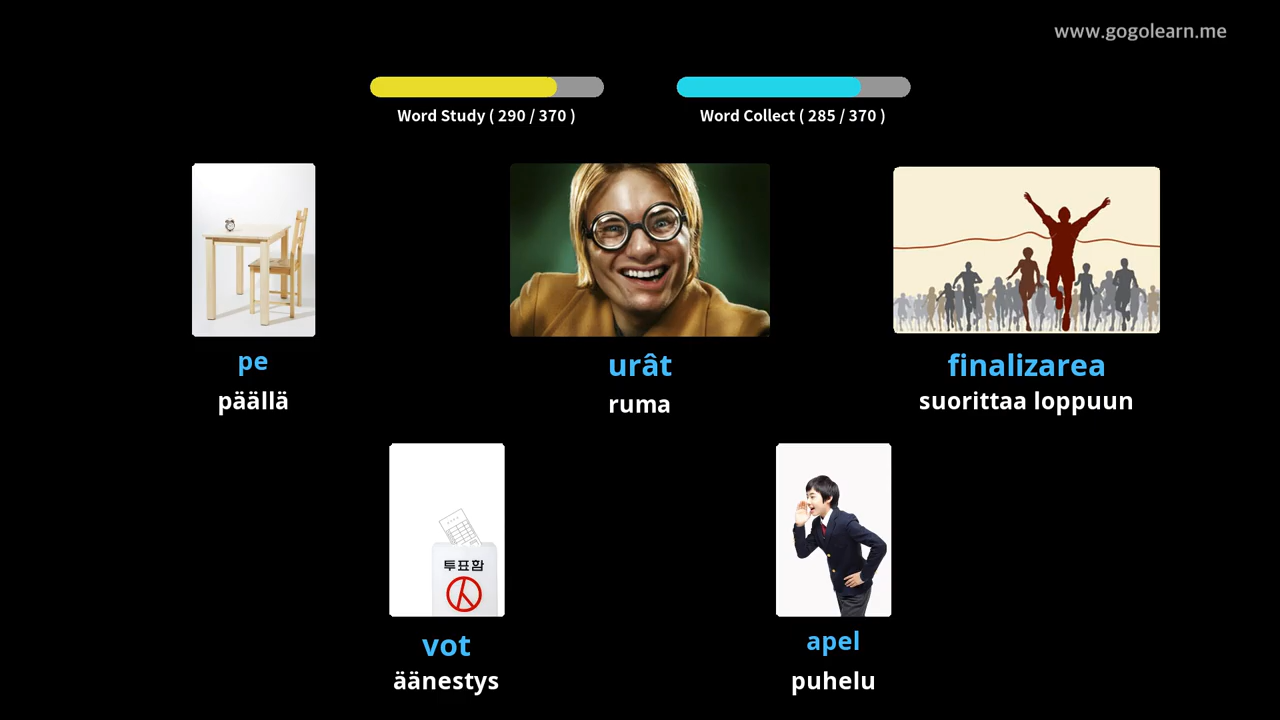 www.gogolearn.me
Word Study ( 290 / 370 )
Word Collect ( 285 / 370 )
pe
päällä
urât
ruma
finalizarea
suorittaa loppuun
투표함
vot
äänestys
apel
puhelu